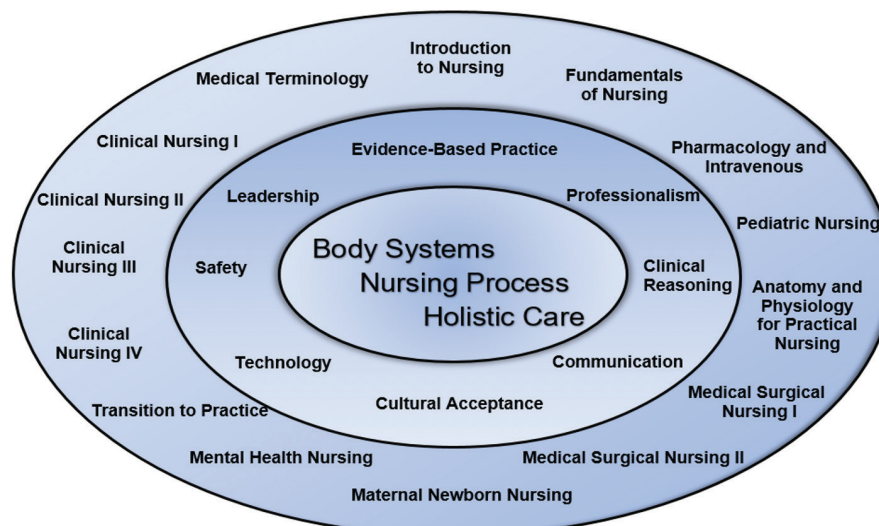 Introduction
to Nursing
Medical Terminology
Fundamentals
of Nursing
Clinical Nursing I
Pharmacology and
Intravenous
Clinical Nursing II
Pediatric Nursing
Clinical
Nursing III
Anatomy and
Physiology
for Practical
Nursing
Clinical
Nursing IV
Medical Surgical
Nursing I
Transition to Practice
Mental Health Nursing
Medical Surgical Nursing II
Maternal Newborn Nursing
Evidence-Based Practice
Leadership
Professionalism
Safety
Clinical
Reasoning
Technology
Communication
Cultural Acceptance
Body Systems
Nursing Process
Holistic Care